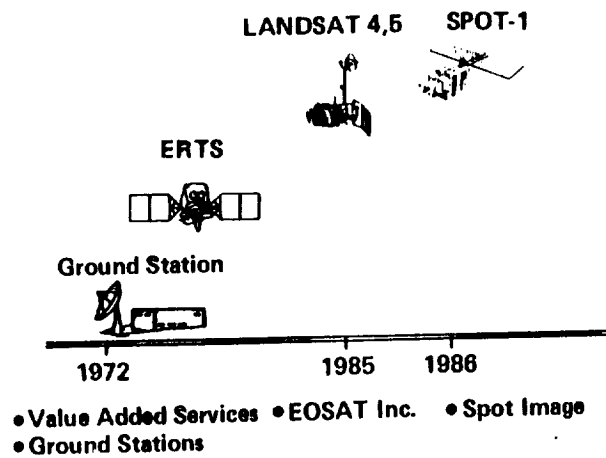 LANDSAT 4,5 SPOT-1
ERTS
Ground Station
1972 1985 1986
• Value Added Services • EOSAT Inc. • Spot Image
• Ground Stations